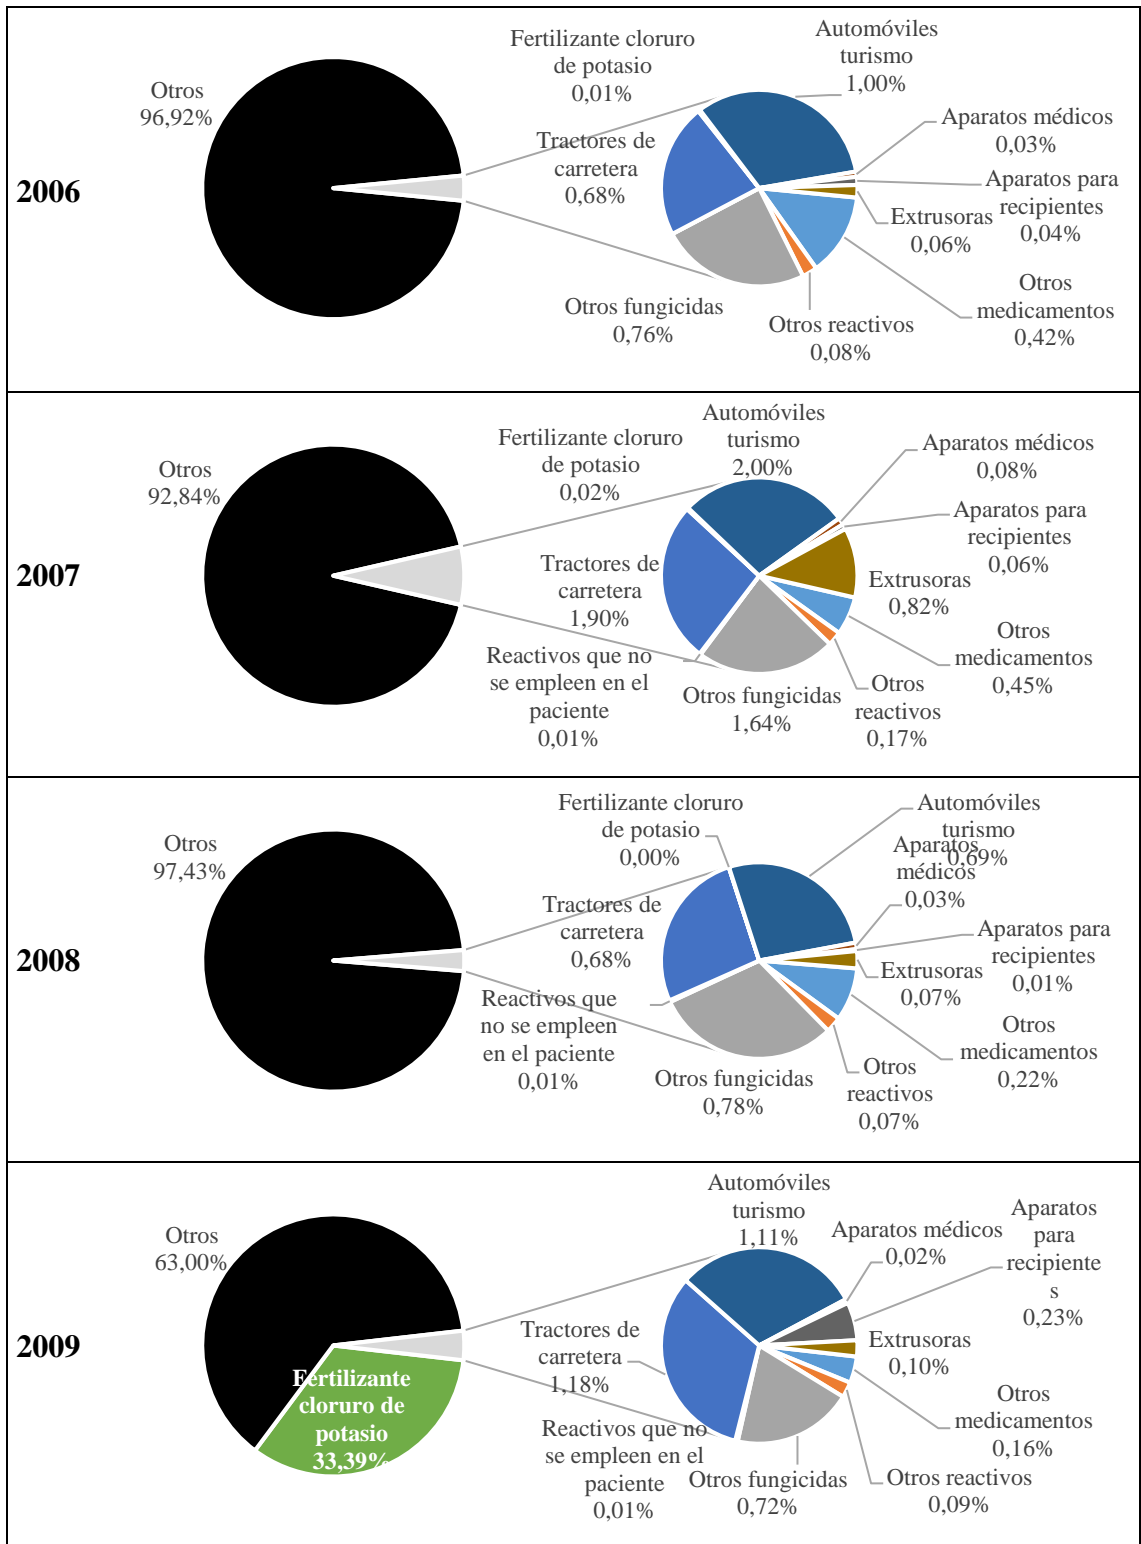 2006
Otros
96,92%
Fertilizante cloruro
de potasio
0,01%
Automóviles
turismo
1,00%
Aparatos médicos
0,03%
Aparatos para
recipientes
0,04%
Extrusoras
0,06%
Otros
medicamentos
0,42%
Otros reactivos
0,08%
Otros fungicidas
0,76%
Tractores de
carretera
0,68%
2007
Otros
92,84%
Fertilizante cloruro
de potasio
0,02%
Automóviles
turismo
2,00%
Aparatos médicos
0,08%
Aparatos para
recipientes
0,06%
Extrusoras
0,82%
Otros
medicamentos
0,45%
Otros
reactivos
0,17%
Otros fungicidas
1,64%
Reactivos que no
se empleen en el
paciente
0,01%
Tractores de
carretera
1,90%
2008
Otros
97,43%
Fertilizante cloruro
de potasio
0,00%
Automóviles
turismo
0,69%
Aparatos
médicos
0,03%
Aparatos para
recipientes
0,01%
Extrusoras
0,07%
Otros
medicamentos
0,22%
Otros
reactivos
0,07%
Otros fungicidas
0,78%
Reactivos que
no se empleen
en el paciente
0,01%
Tractores de
carretera
0,68%
2009
Otros
63,00%
Fertilizante
cloruro de
potasio
33,39%
Automóviles
turismo
1,11%
Aparatos médicos
0,02%
Aparatos
para
recipiente
s
0,23%
Extrusoras
0,10%
Otros
medicamentos
0,16%
Otros reactivos
0,09%
Otros fungicidas
0,72%
Reactivos que no
se empleen en el
paciente
0,01%
Tractores de
carretera
1,18%